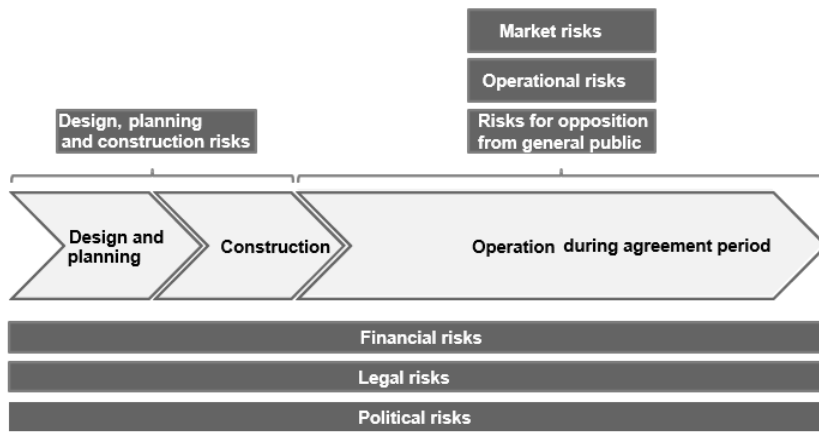 Market risks
Operational risks
Risks for opposition
from general public
Design, planning
and construction risks
Design and
planning
Construction
Operation during agreement period
Financial risks
Legal risks
Political risks